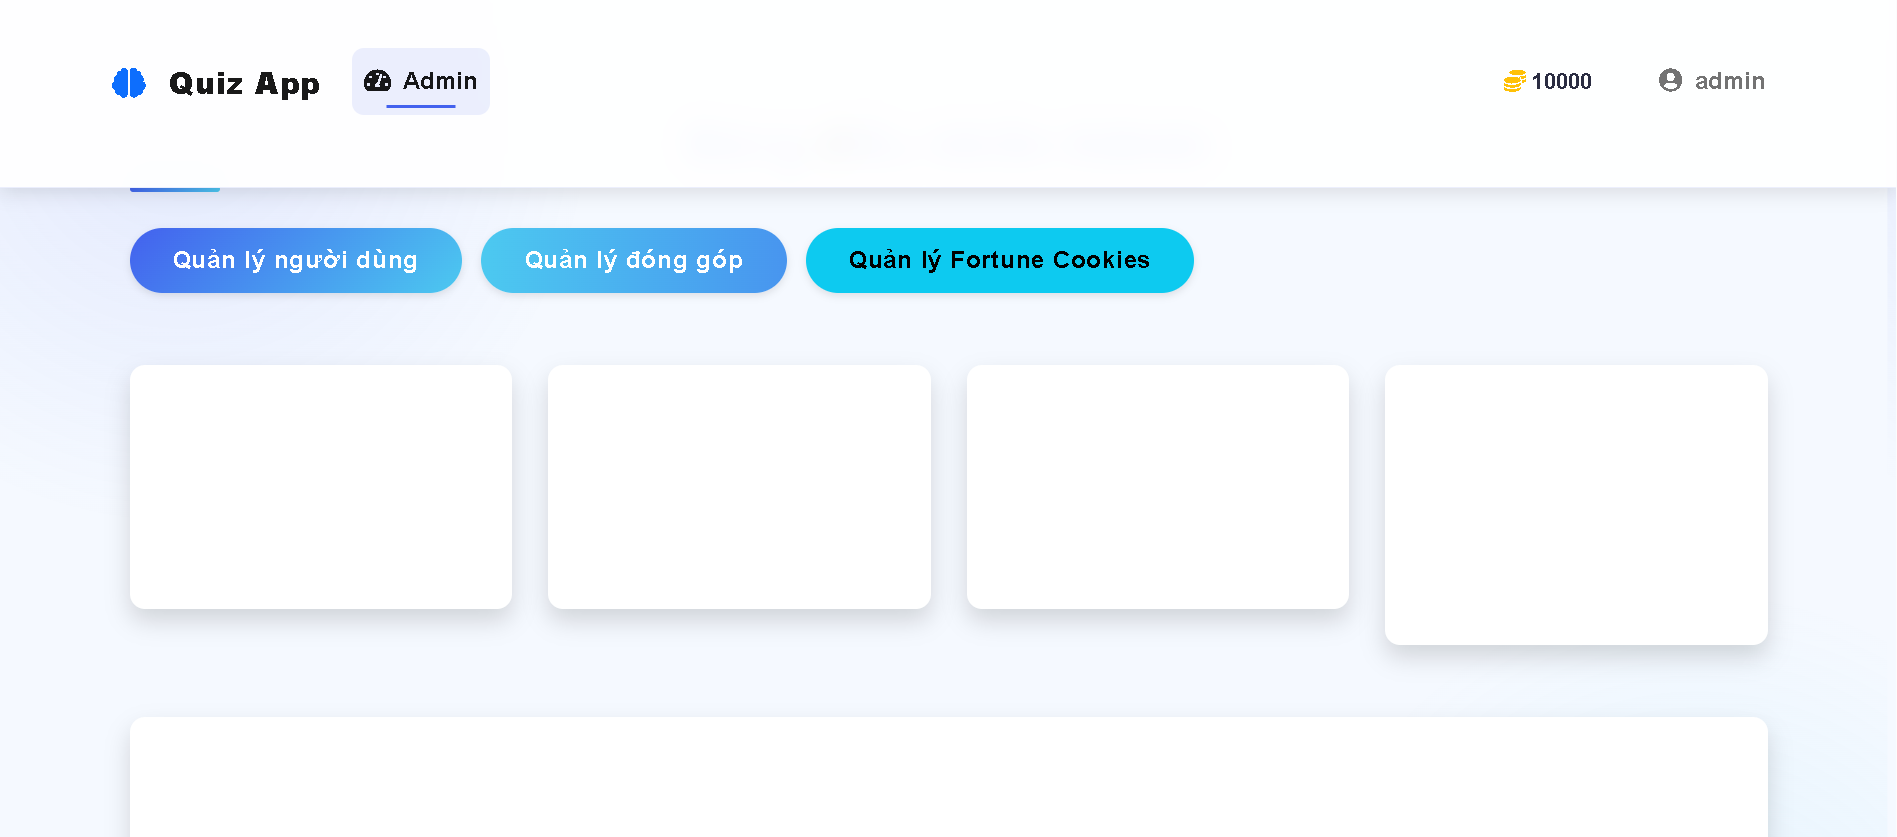 Quiz App
Admin
10000
admin
Quản lý người dùng
Quản lý đóng góp
Quản lý Fortune Cookies